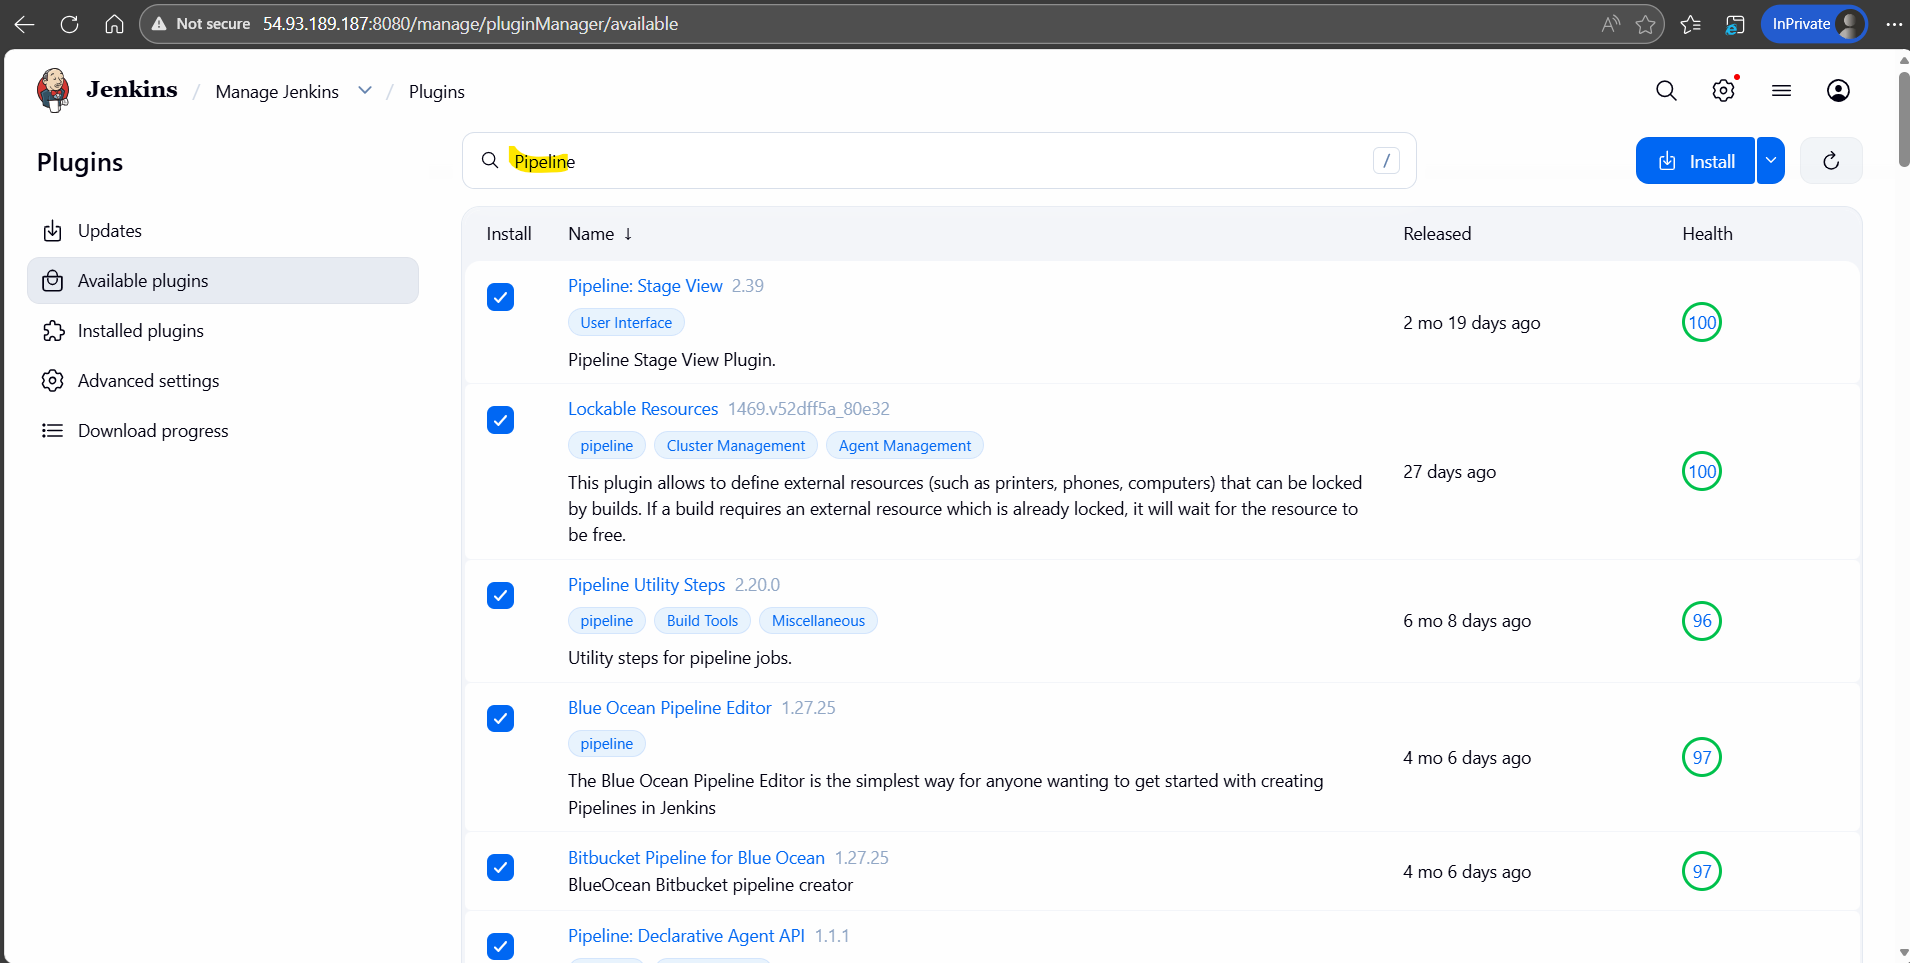 Not secure 54.93.189.187:8080/manage/pluginManager/available A InPrivate
Jenkins / Manage Jenkins / Plugins
Plugins
Updates
Available plugins
Installed plugins
Advanced settings
Download progress
Pipeline /
Install
Install Name ↓ Released Health
Pipeline: Stage View 2.39
User Interface
Pipeline Stage View Plugin.
2 mo 19 days ago
100
Lockable Resources 1469.v52dff5a_80e32
pipeline Cluster Management Agent Management
This plugin allows to define external resources (such as printers, phones, computers) that can be locked
by builds. If a build requires an external resource which is already locked, it will wait for the resource to
be free.
27 days ago
100
Pipeline Utility Steps 2.20.0
pipeline Build Tools Miscellaneous
Utility steps for pipeline jobs.
6 mo 8 days ago
96
Blue Ocean Pipeline Editor 1.27.25
pipeline
The Blue Ocean Pipeline Editor is the simplest way for anyone wanting to get started with creating
Pipelines in Jenkins
4 mo 6 days ago
97
Bitbucket Pipeline for Blue Ocean 1.27.25
BlueOcean Bitbucket pipeline creator
4 mo 6 days ago
97
Pipeline: Declarative Agent API 1.1.1